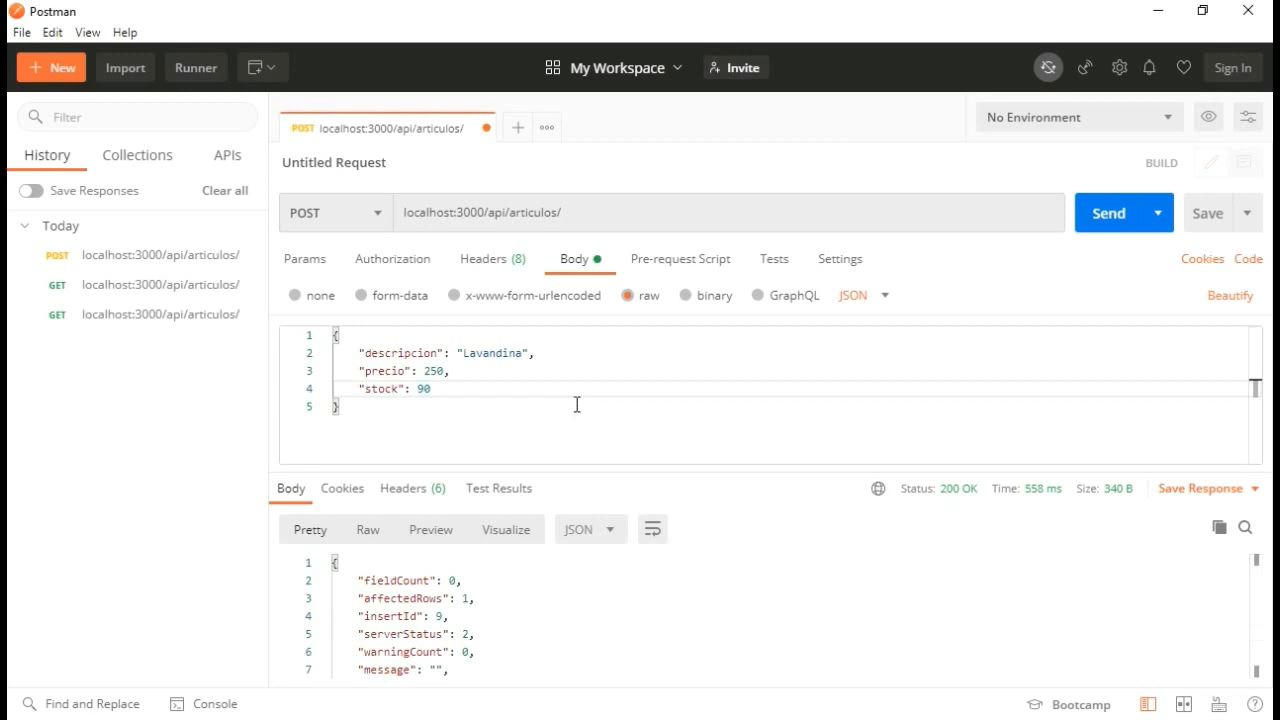 Postman
File Edit View Help
+ New Import Runner My Workspace Invite Sign In
Filter
History Collections APIs
Save Responses Clear all
Today
POST localhost:3000/api/articulos/
GET localhost:3000/api/articulos/
GET localhost:3000/api/articulos/
POST localhost:3000/api/articulos/ No Environment
Untitled Request BUILD
POST localhost:3000/api/articulos/ Send Save
Params Authorization Headers (8) Body Pre-request Script Tests Settings Cookies Code
none form-data x-www-form-urlencoded raw binary GraphQL JSON Beautify
1 {
2 "descripcion": "Lavandina",
3 "precio": 250,
4 "stock": 90
5 }
Body Cookies Headers (6) Test Results Status: 200 OK Time: 558 ms Size: 340 B Save Response
Pretty Raw Preview Visualize JSON
1 {
2 "fieldCount": 0,
3 "affectedRows": 1,
4 "insertId": 9,
5 "serverStatus": 2,
6 "warningCount": 0,
7 "message": "",
Find and Replace Console Bootcamp